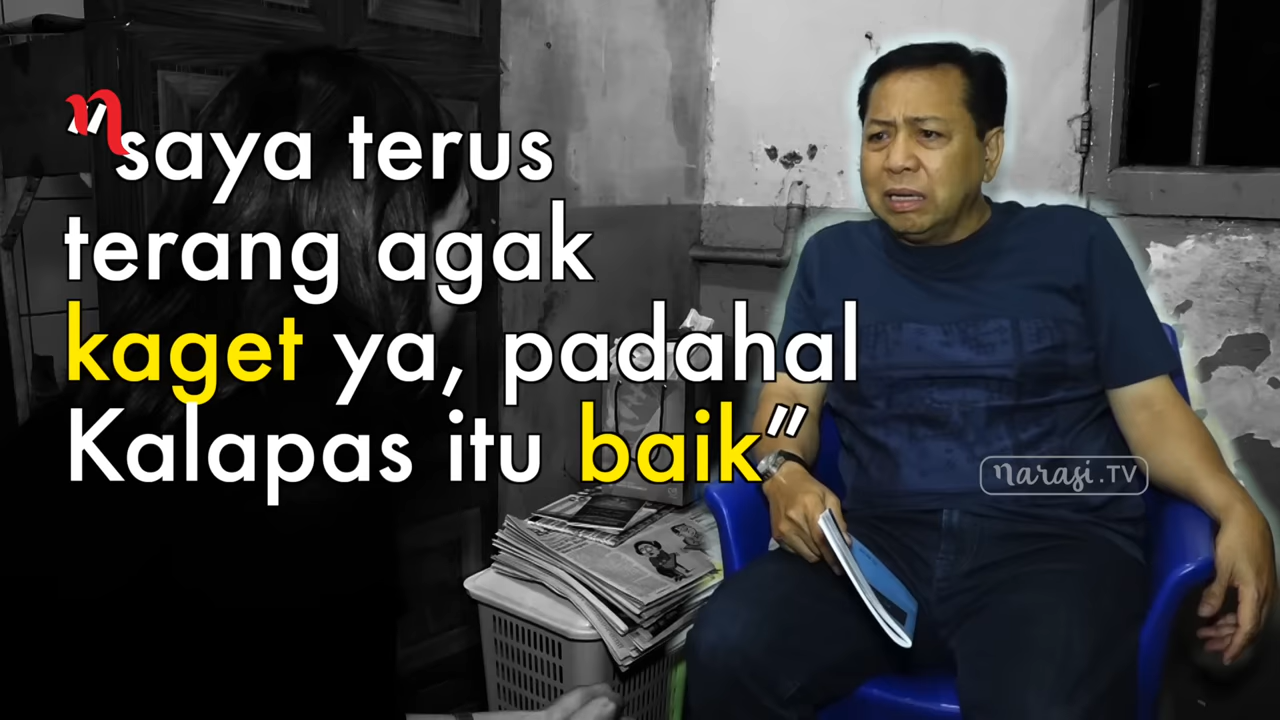 “saya terus
terang agak
kaget ya, padahal
Kalapas itu baik”
narasi.TV